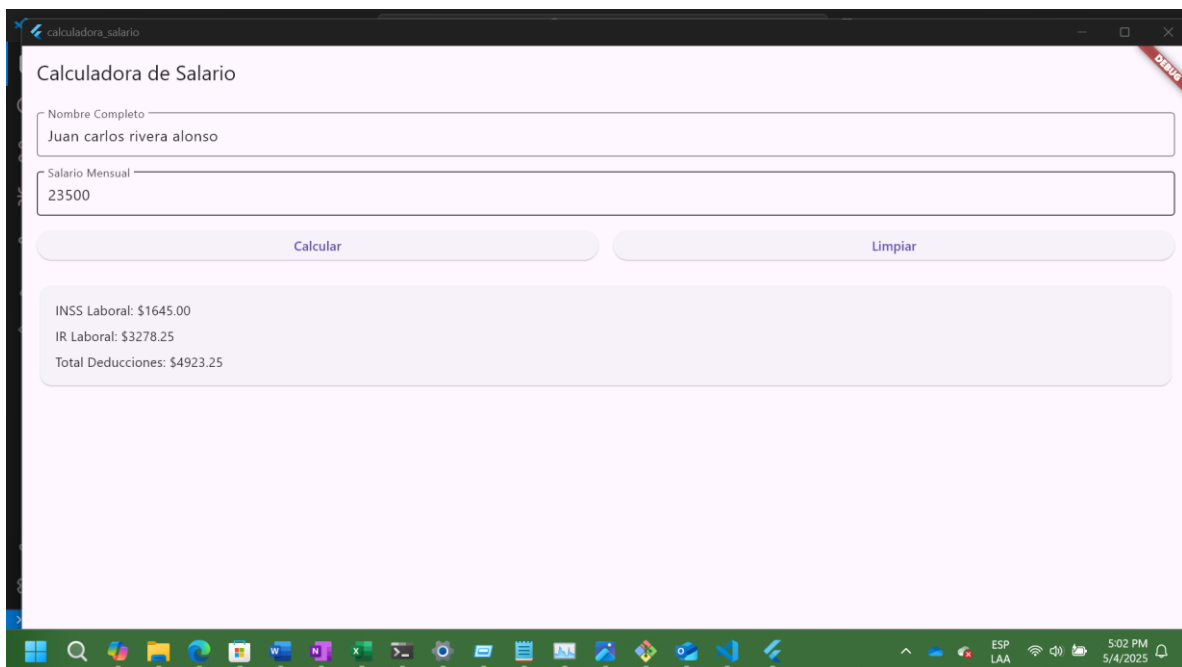 calculadora_salario
Calculadora de Salario
DEBUG
Nombre Completo
Juan carlos rivera alonso
Salario Mensual
23500
Calcular
Limpiar
INSS Laboral: $1645.00
IR Laboral: $3278.25
Total Deducciones: $4923.25
ESP
LAA
5:02 PM
5/4/2025